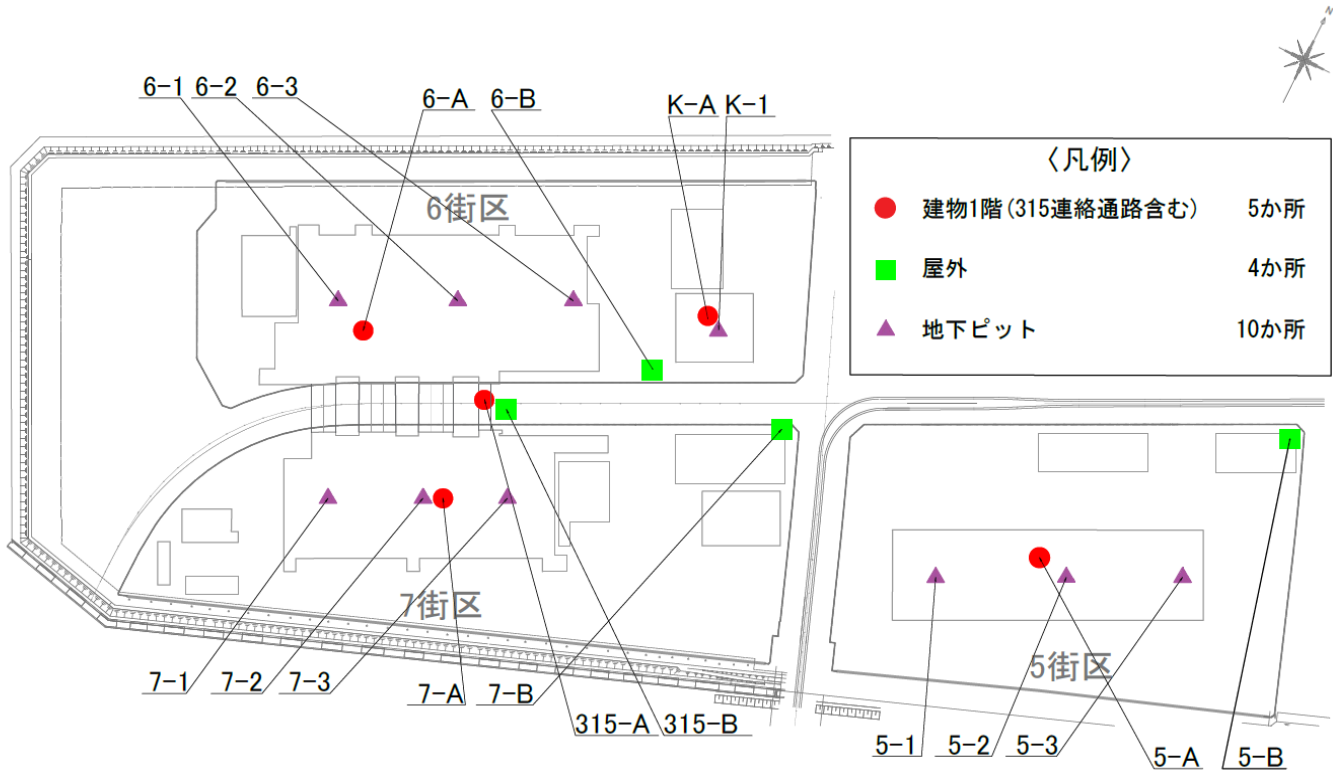 N
6-1 6-2 6-3 6-A 6-B K-A K-1
〈凡例〉
建物1階(315連絡通路含む) 5か所
屋外 4か所
地下ピット 10か所
6街区
7街区
5街区
7-1 7-2 7-3 7-A 7-B
315-A 315-B
5-1 5-2 5-3 5-A 5-B